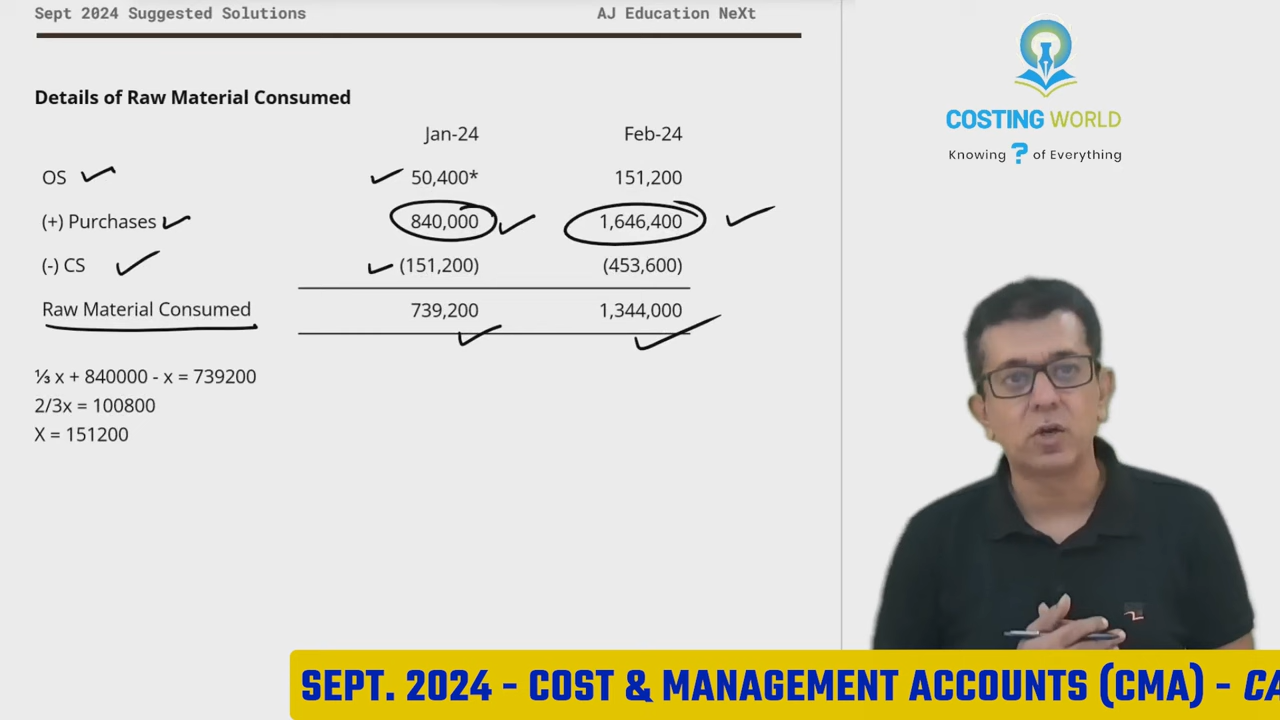 Sept 2024 Suggested Solutions AJ Education NeXt
COSTING WORLD
Knowing ? of Everything
Details of Raw Material Consumed
Jan-24 Feb-24
OS 50,400* 151,200
(+) Purchases 840,000 1,646,400
(-) CS (151,200) (453,600)
Raw Material Consumed 739,200 1,344,000
⅓ x + 840000 - x = 739200
2/3x = 100800
X = 151200
SEPT. 2024 - COST & MANAGEMENT ACCOUNTS (CMA) - CA